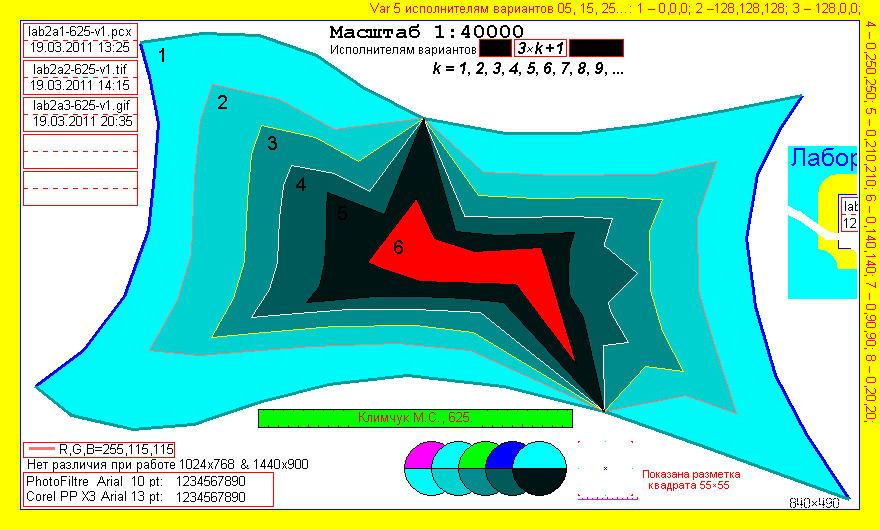 Var 5 исполнителям вариантов 05, 15, 25...: 1 – 0,0,0; 2 –128,128,128; 3 – 128,0,0;
4 – 0,250,250; 5 – 0,210,210; 6 – 0,140,140; 7 – 0,90,90; 8 – 0,20,20;
lab2a1-625-v1.pcx
19.03.2011 13:25
lab2a2-625-v1.tif
19.03.2011 14:15
lab2a3-625-v1.gif
19.03.2011 20:35
Масштаб 1:40000
Исполнителям вариантов 3×k+1
k = 1, 2, 3, 4, 5, 6, 7, 8, 9, ...
1
2
3
4
5
6
Лабор
lab
12
Климчук М.С., 625.
R,G,B=255,115,115
Нет различия при работе 1024x768 & 1440x900
PhotoFiltre Arial 10 pt: 1234567890
Corel PP X3 Arial 13 pt: 1234567890
Показана разметка
квадрата 55×55
640×490